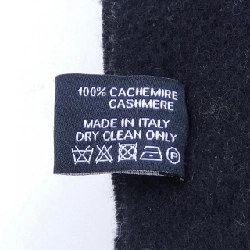 100% CACHEMIRE
CASHMERE
MADE IN ITALY
DRY CLEAN ONLY
P